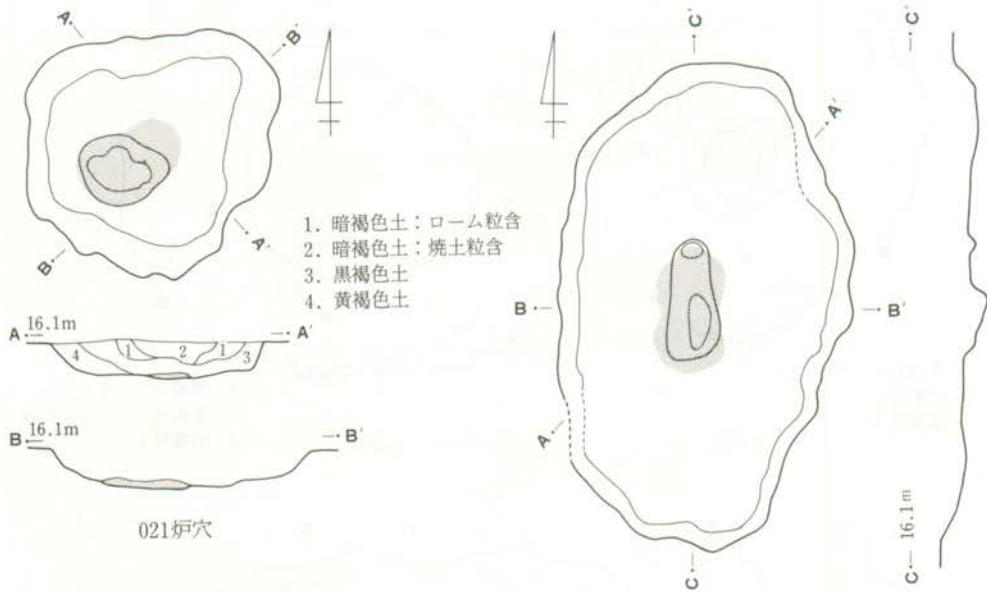 A
B'
1. 暗褐色土：ローム粒含
2. 暗褐色土：焼土粒含
3. 黒褐色土
4. 黄褐色土
A'
B
A 16.1m A'
4 1 2 1 3
B 16.1m B'
021炉穴
C'
A'
B
B'
A
C
C'
16.1m
C